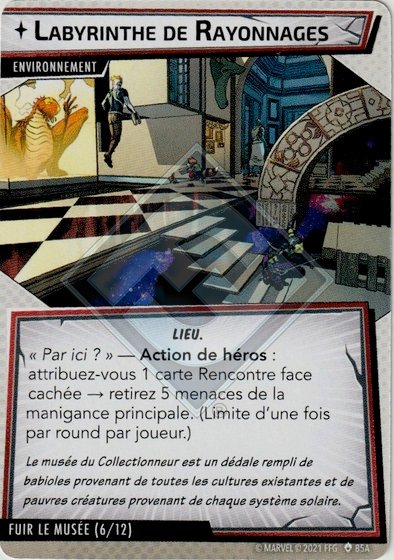 LABYRINTHE DE RAYONNAGES
ENVIRONNEMENT
LIEU.
« Par ici ? » — Action de héros :
attribuez-vous 1 carte Rencontre face
cachée → retirez 5 menaces de la
manigance principale. (Limite d'une fois
par round par joueur.)
Le musée du Collectionneur est un dédale rempli de
babioles provenant de toutes les cultures existantes et de
pauvres créatures provenant de chaque système solaire.
FUIR LE MUSÉE (6/12)
© MARVEL © 2021 FFG 85A